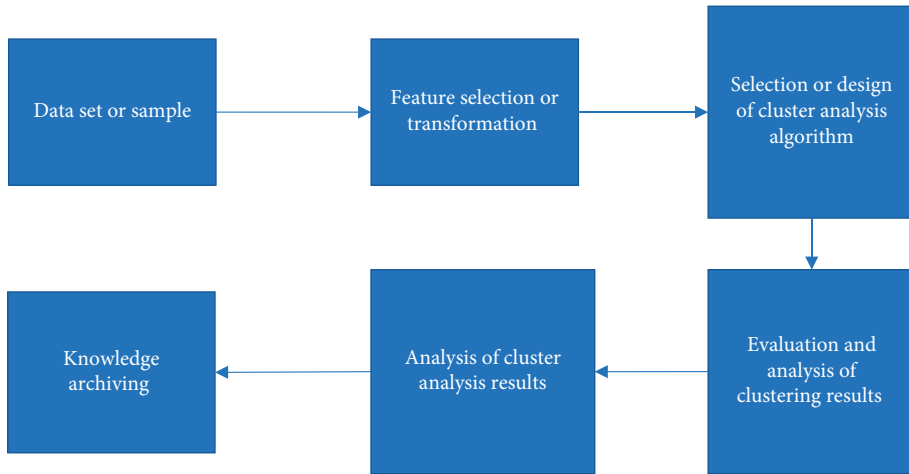 Data set or sample
Feature selection or
transformation
Selection or design
of cluster analysis
algorithm
Evaluation and
analysis of
clustering results
Analysis of cluster
analysis results
Knowledge
archiving